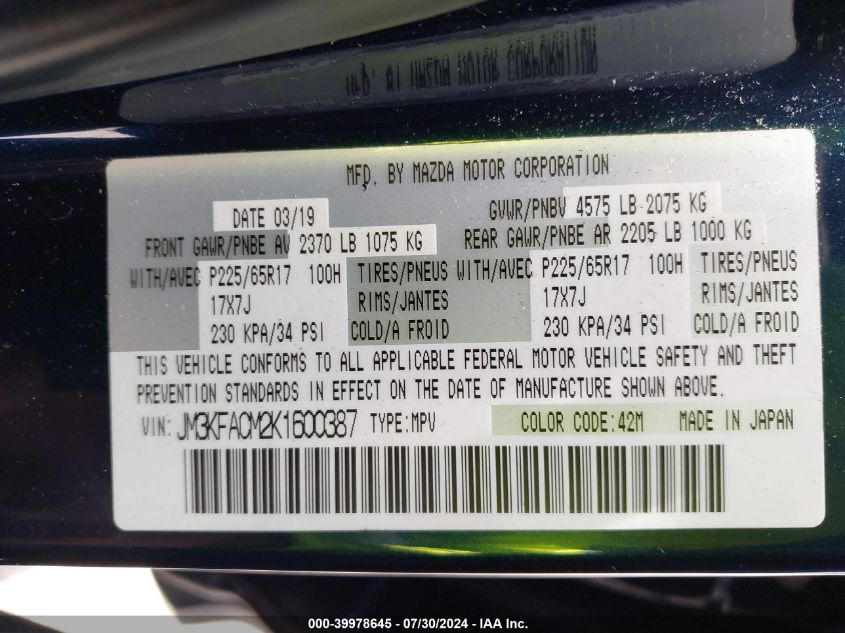 MFD. BY MAZDA MOTOR CORPORATION
DATE 03/19 GVWR/PNBV 4575 LB-2075 KG
FRONT GAWR/PNBE AV 2370 LB 1075 KG REAR GAWR/PNBE AR 2205 LB 1000 KG
WITH/AVEC P225/65R17 100H TIRES/PNEUS WITH/AVEC P225/65R17 100H TIRES/PNEUS
17X7J RIMS/JANTES 17X7J RIMS/JANTES
230 KPA/34 PSI COLD/A FROID 230 KPA/34 PSI COLD/A FROID
THIS VEHICLE CONFORMS TO ALL APPLICABLE FEDERAL MOTOR VEHICLE SAFETY AND THEFT
PREVENTION STANDARDS IN EFFECT ON THE DATE OF MANUFACTURE SHOWN ABOVE.
VIN: JM3KFACM2K1600387 TYPE:MPV COLOR CODE:42M MADE IN JAPAN
000-39978645 - 07/30/2024 - IAA Inc.